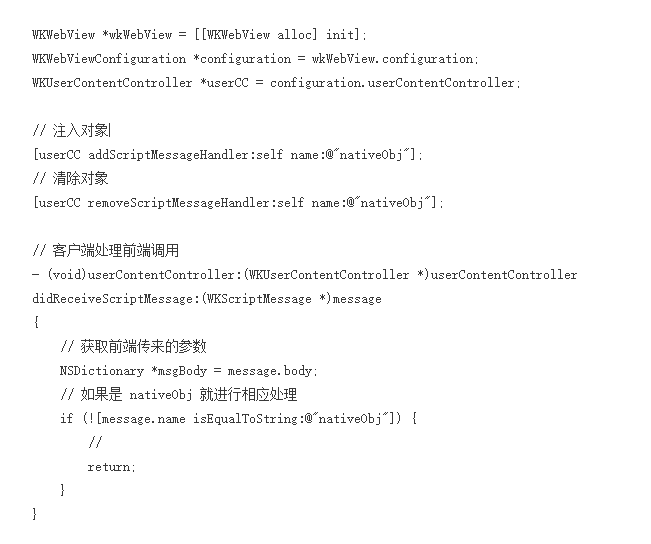 WKWebView *wkWebView = [[WKWebView alloc] init];
WKWebViewConfiguration *configuration = wkWebView.configuration;
WKUserContentController *userCC = configuration.userContentController;
// 注入对象
[userCC addScriptMessageHandler:self name:@"nativeObj"];
// 清除对象
[userCC removeScriptMessageHandler:self name:@"nativeObj"];
// 客户端处理前端调用
- (void)userContentController:(WKUserContentController *)userContentController
didReceiveScriptMessage:(WKScriptMessage *)message
{
    // 获取前端传来的参数
    NSDictionary *msgBody = message.body;
    // 如果是 nativeObj 就进行相应处理
    if (![message.name isEqualToString:@"nativeObj"]) {
        //
        return;
    }
}